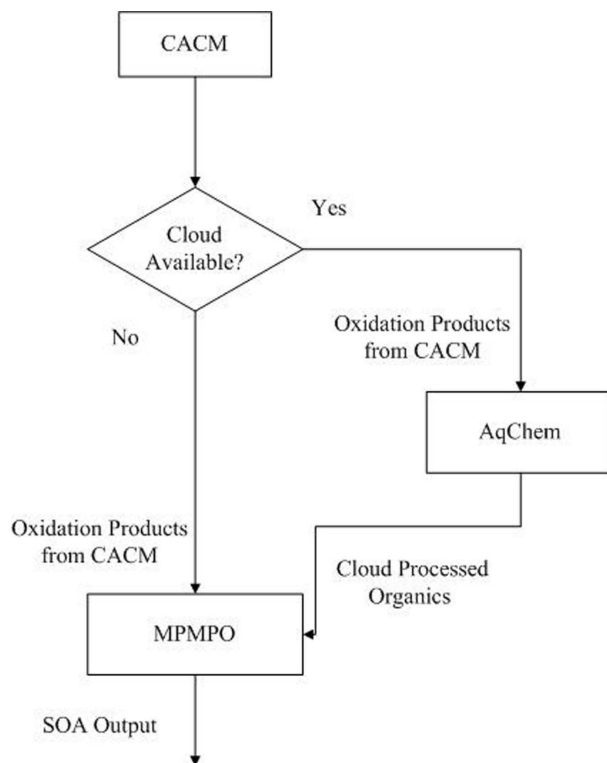 CACM
Yes
Cloud
Available?
Oxidation Products
from CACM
No
AqChem
Oxidation Products
from CACM
Cloud Processed
Organics
MPMPO
SOA Output